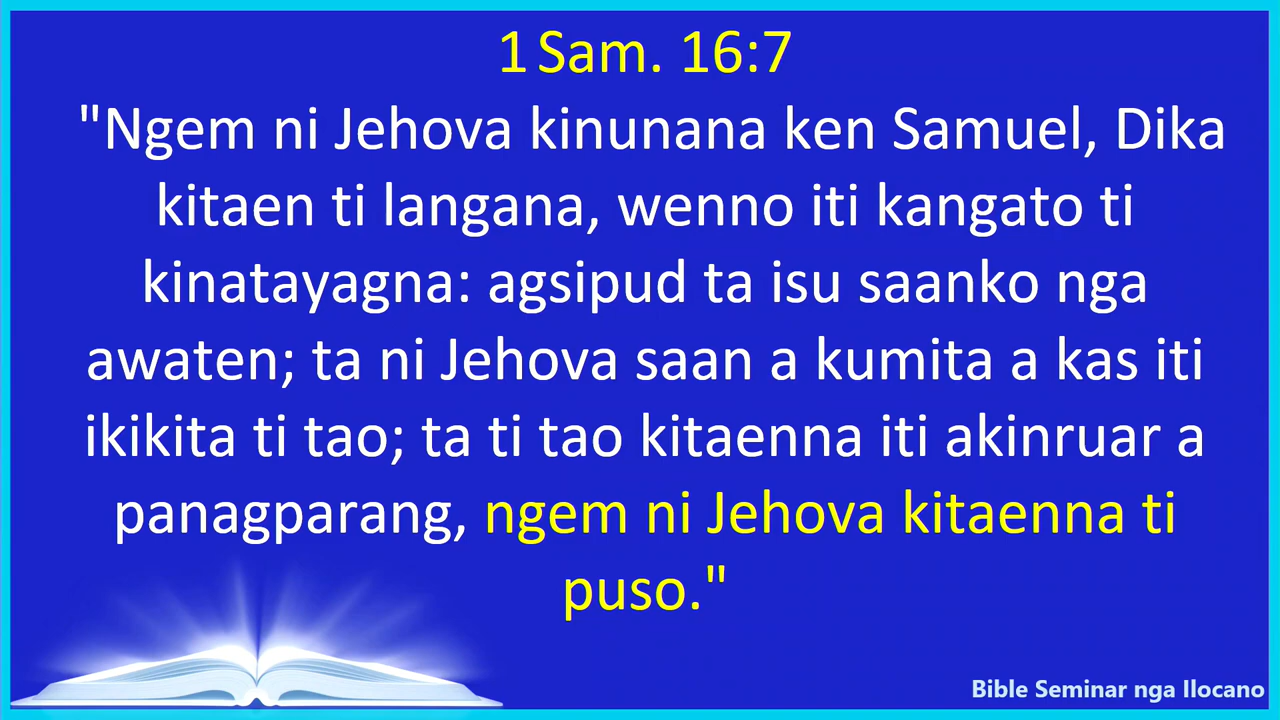 1 Sam. 16:7
"Ngem ni Jehova kinunana ken Samuel, Dika
kitaen ti langana, wenno iti kangato ti
kinatayagna: agsipud ta isu saanko nga
awaten; ta ni Jehova saan a kumita a kas iti
ikikita ti tao; ta ti tao kitaenna iti akinruar a
panagparang, ngem ni Jehova kitaenna ti
puso."
Bible Seminar nga Ilocano